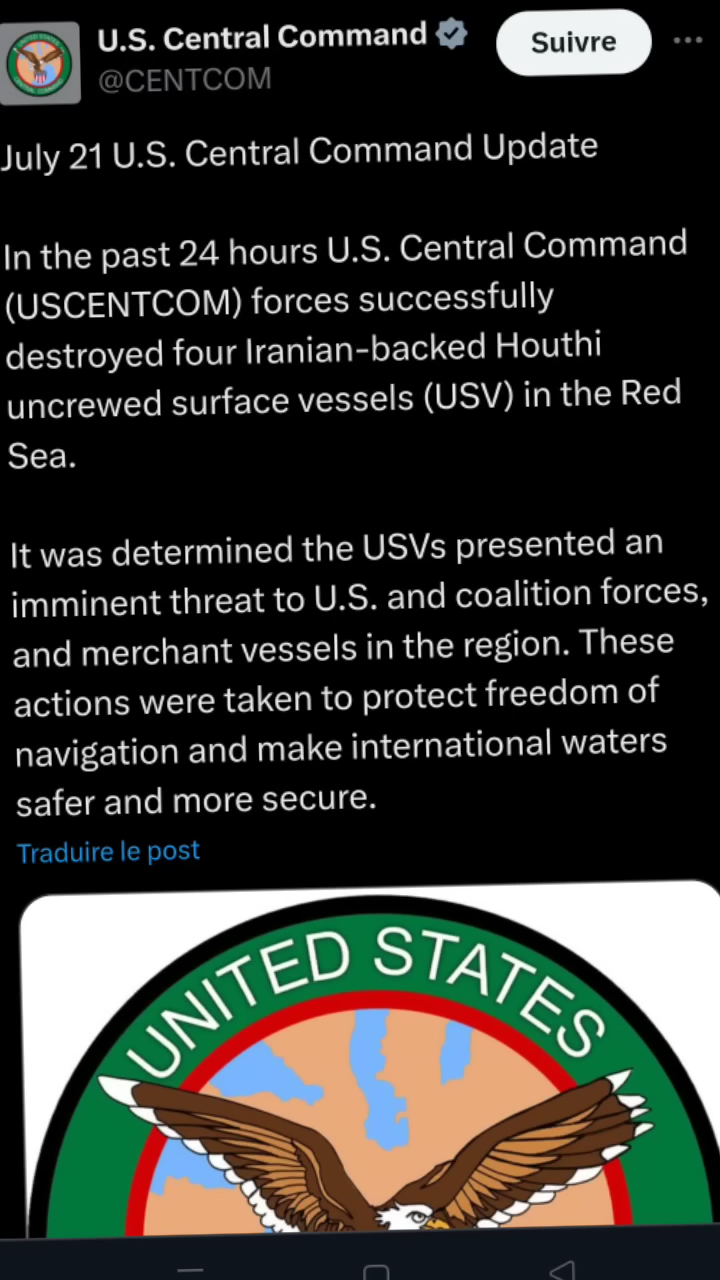 U.S. Central Command
@CENTCOM
Suivre
July 21 U.S. Central Command Update
In the past 24 hours U.S. Central Command
(USCENTCOM) forces successfully
destroyed four Iranian-backed Houthi
uncrewed surface vessels (USV) in the Red
Sea.
It was determined the USVs presented an
imminent threat to U.S. and coalition forces,
and merchant vessels in the region. These
actions were taken to protect freedom of
navigation and make international waters
safer and more secure.
Traduire le post
UNITED STATES